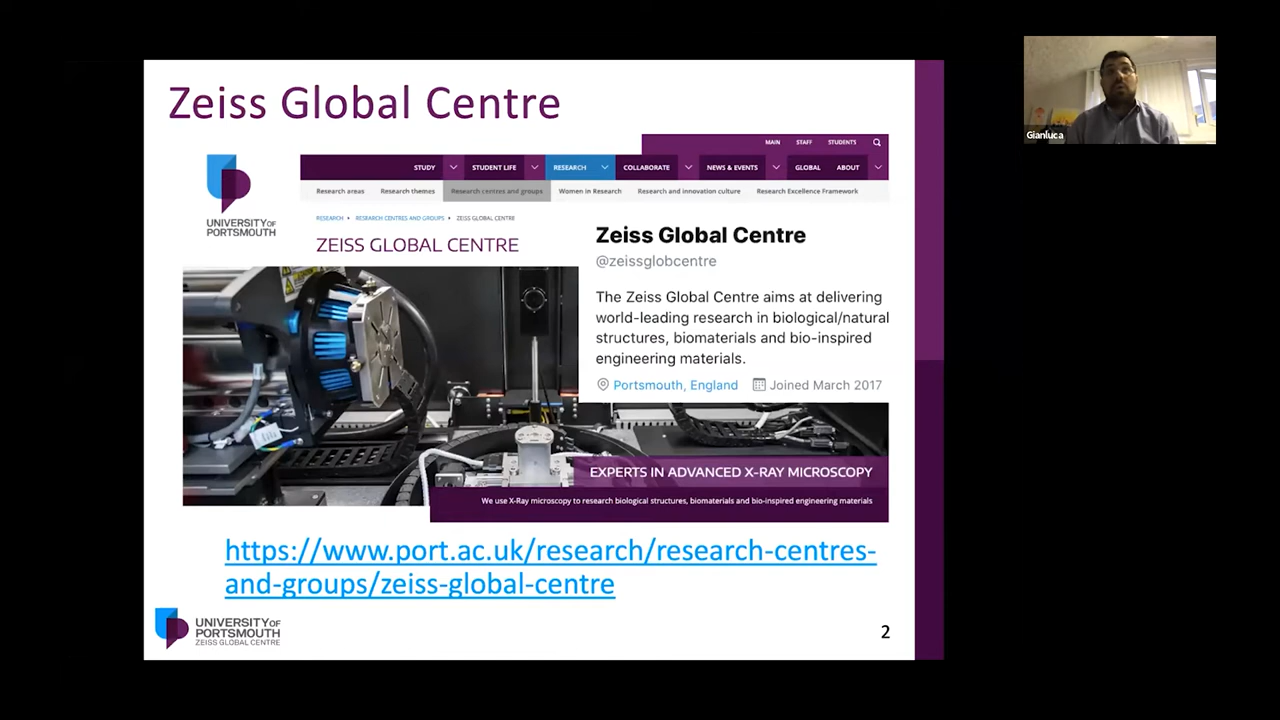 Zeiss Global Centre
Gianluca
MAIN STAFF STUDENTS
STUDY STUDENT LIFE RESEARCH COLLABORATE NEWS & EVENTS GLOBAL ABOUT
Research areas Research themes Research centres and groups Women in Research Research and innovation culture Research Excellence Framework
UNIVERSITY OF
PORTSMOUTH
RESEARCH RESEARCH CENTRES AND GROUPS ZEISS GLOBAL CENTRE
ZEISS GLOBAL CENTRE
Zeiss Global Centre
@zeissglobcentre
The Zeiss Global Centre aims at delivering
world-leading research in biological/natural
structures, biomaterials and bio-inspired
engineering materials.
Portsmouth, England Joined March 2017
EXPERTS IN ADVANCED X-RAY MICROSCOPY
We use X-Ray microscopy to research biological structures, biomaterials and bio-inspired engineering materials
https://www.port.ac.uk/research/research-centres-
and-groups/zeiss-global-centre
UNIVERSITY OF
PORTSMOUTH
ZEISS GLOBAL CENTRE
2